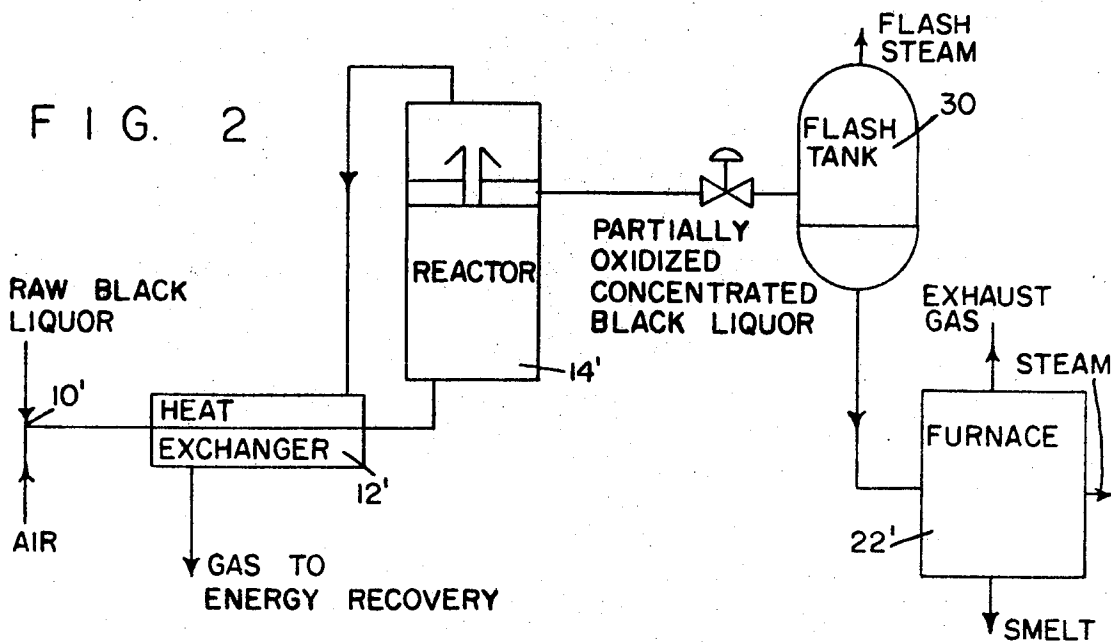 FIG. 2
FLASH
STEAM
30
FLASH
TANK
REACTOR
PARTIALLY
OXIDIZED
CONCENTRATED
BLACK LIQUOR
RAW BLACK
LIQUOR
10'
14'
HEAT
EXCHANGER
12'
AIR
GAS TO
ENERGY RECOVERY
EXHAUST
GAS
STEAM
FURNACE
22'
SMELT